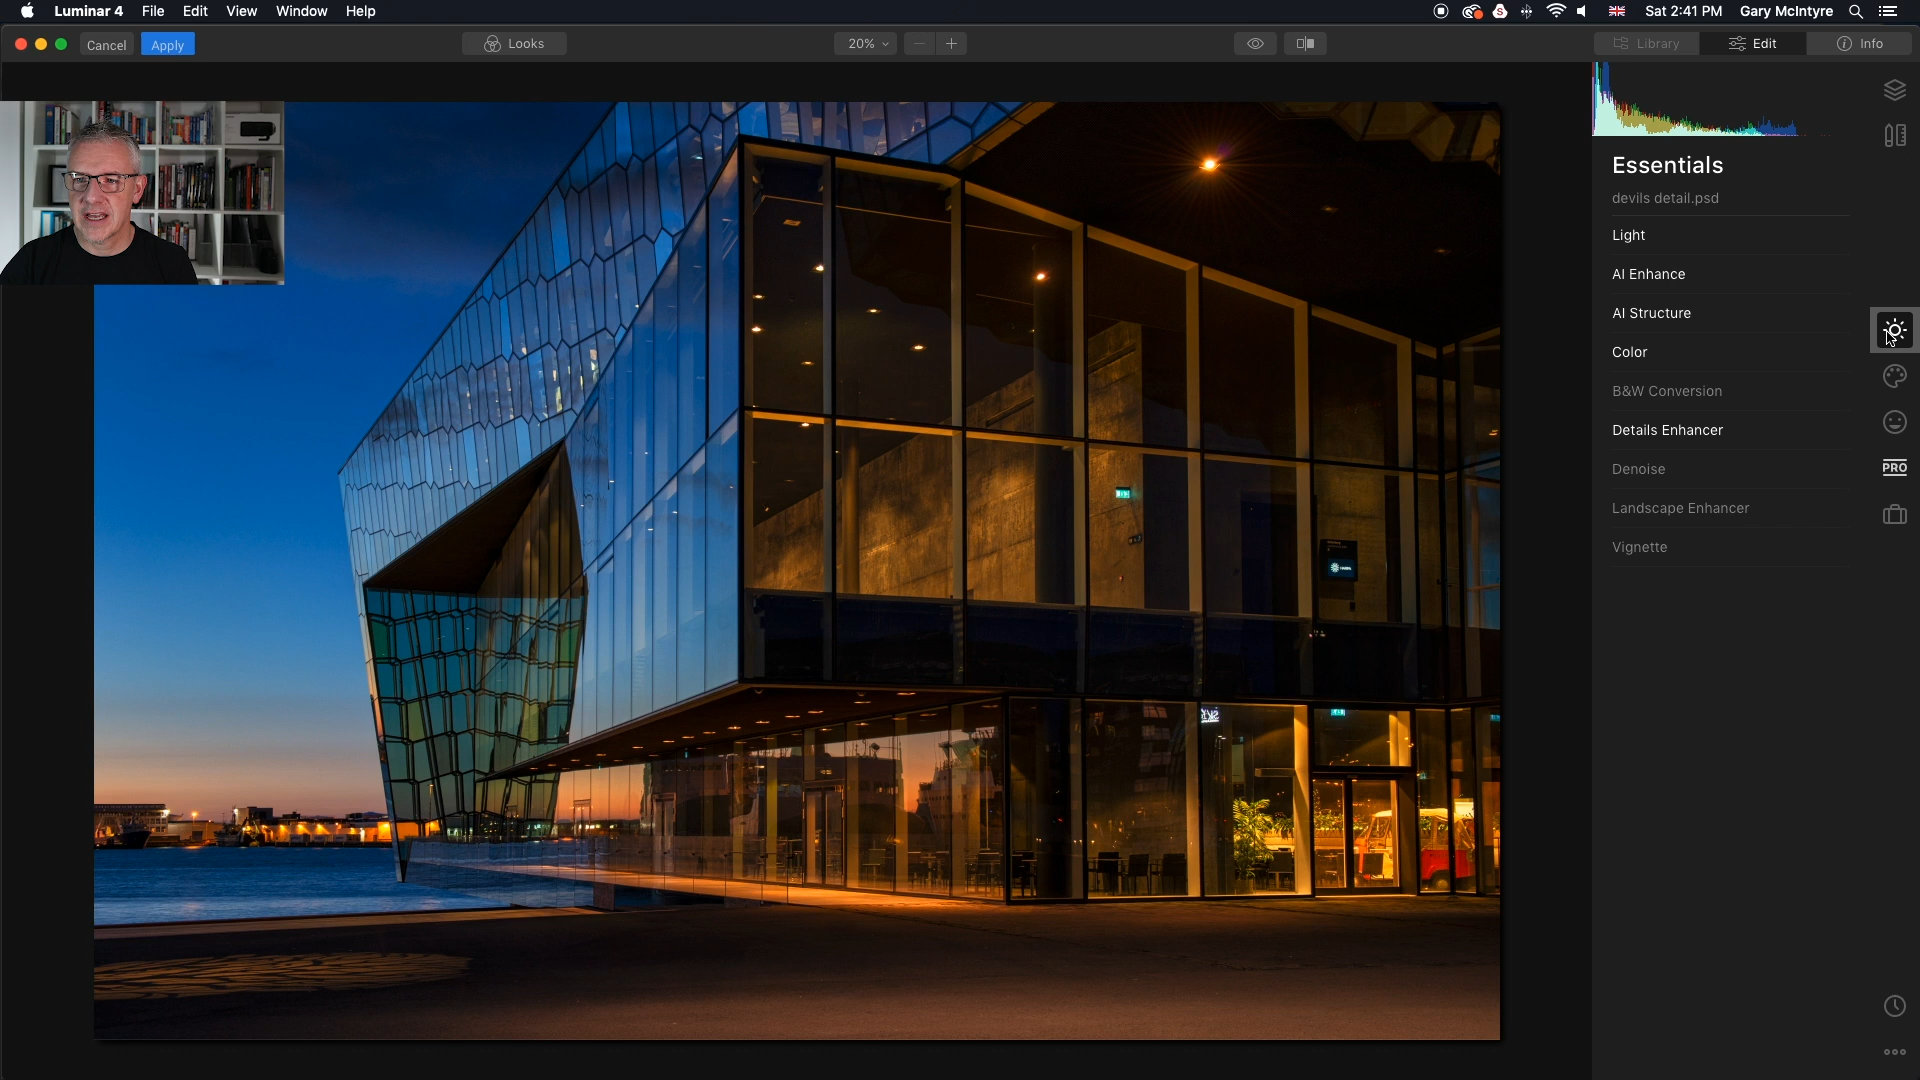 Luminar 4 File Edit View Window Help
Sat 2:41 PM Gary McIntyre
Cancel Apply Looks 20% Library Edit Info
Essentials
devils detail.psd
Light
AI Enhance
AI Structure
Color
B&W Conversion
Details Enhancer
Denoise
Landscape Enhancer
Vignette
PRO